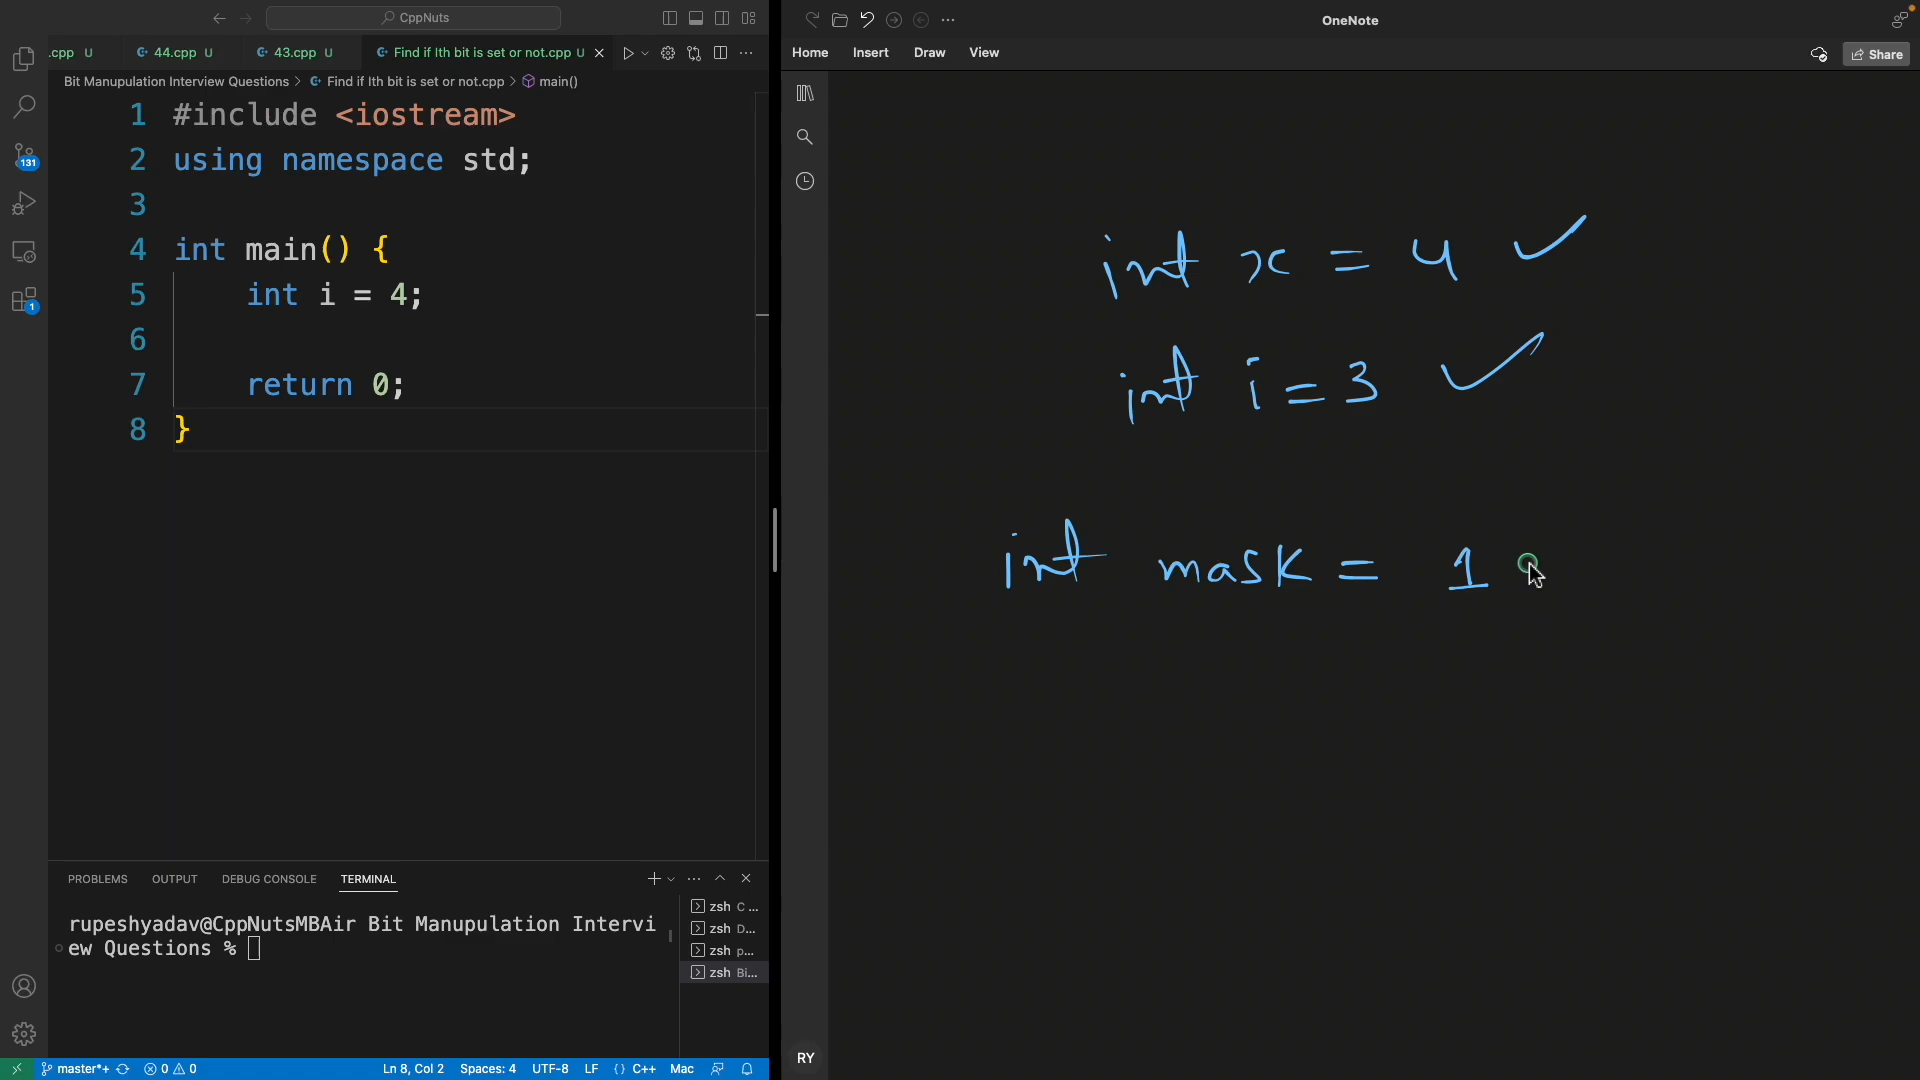 CppNuts
.cpp U
44.cpp U
43.cpp U
Find if Ith bit is set or not.cpp U
Bit Manupulation Interview Questions > Find if Ith bit is set or not.cpp > main()
1 #include <iostream>
2 using namespace std;
3
4 int main() {
5 int i = 4;
6
7 return 0;
8 }
131
1
PROBLEMS OUTPUT DEBUG CONSOLE TERMINAL
rupeshyadav@CppNutsMBAir Bit Manupulation Intervi
ew Questions %
zsh C ...
zsh D...
zsh p...
zsh Bi...
master*+ 0 0 Ln 8, Col 2 Spaces: 4 UTF-8 LF {} C++ Mac
OneNote
Home Insert Draw View Share
int x = 4
int i = 3
int mask = 1
RY